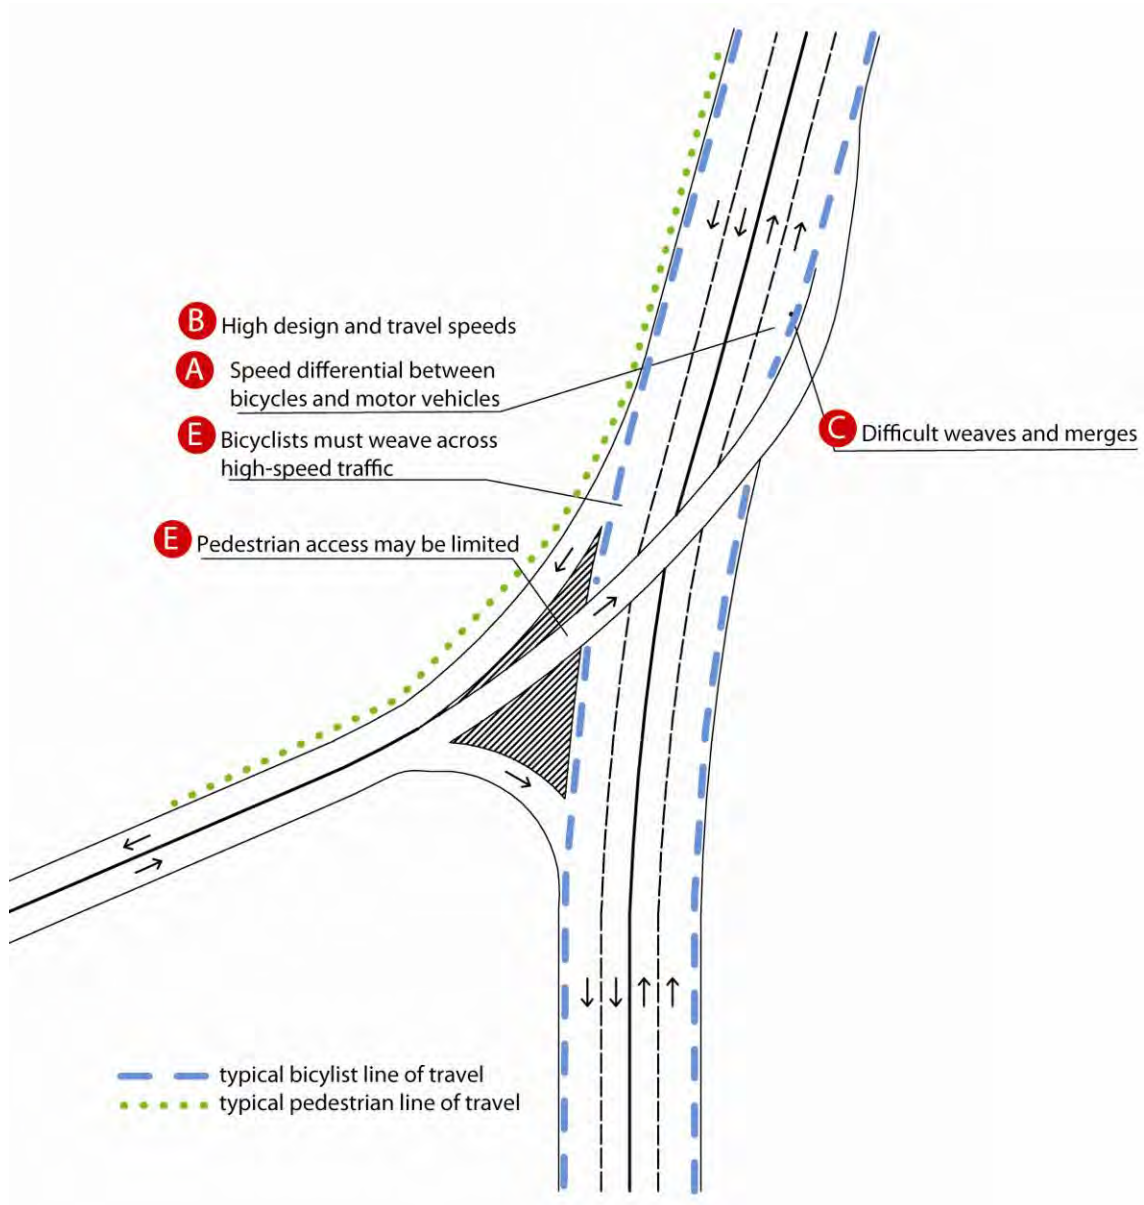 B High design and travel speeds
A Speed differential between
bicycles and motor vehicles
E Bicyclists must weave across
high-speed traffic
C Difficult weaves and merges
E Pedestrian access may be limited
typical bicylist line of travel
typical pedestrian line of travel